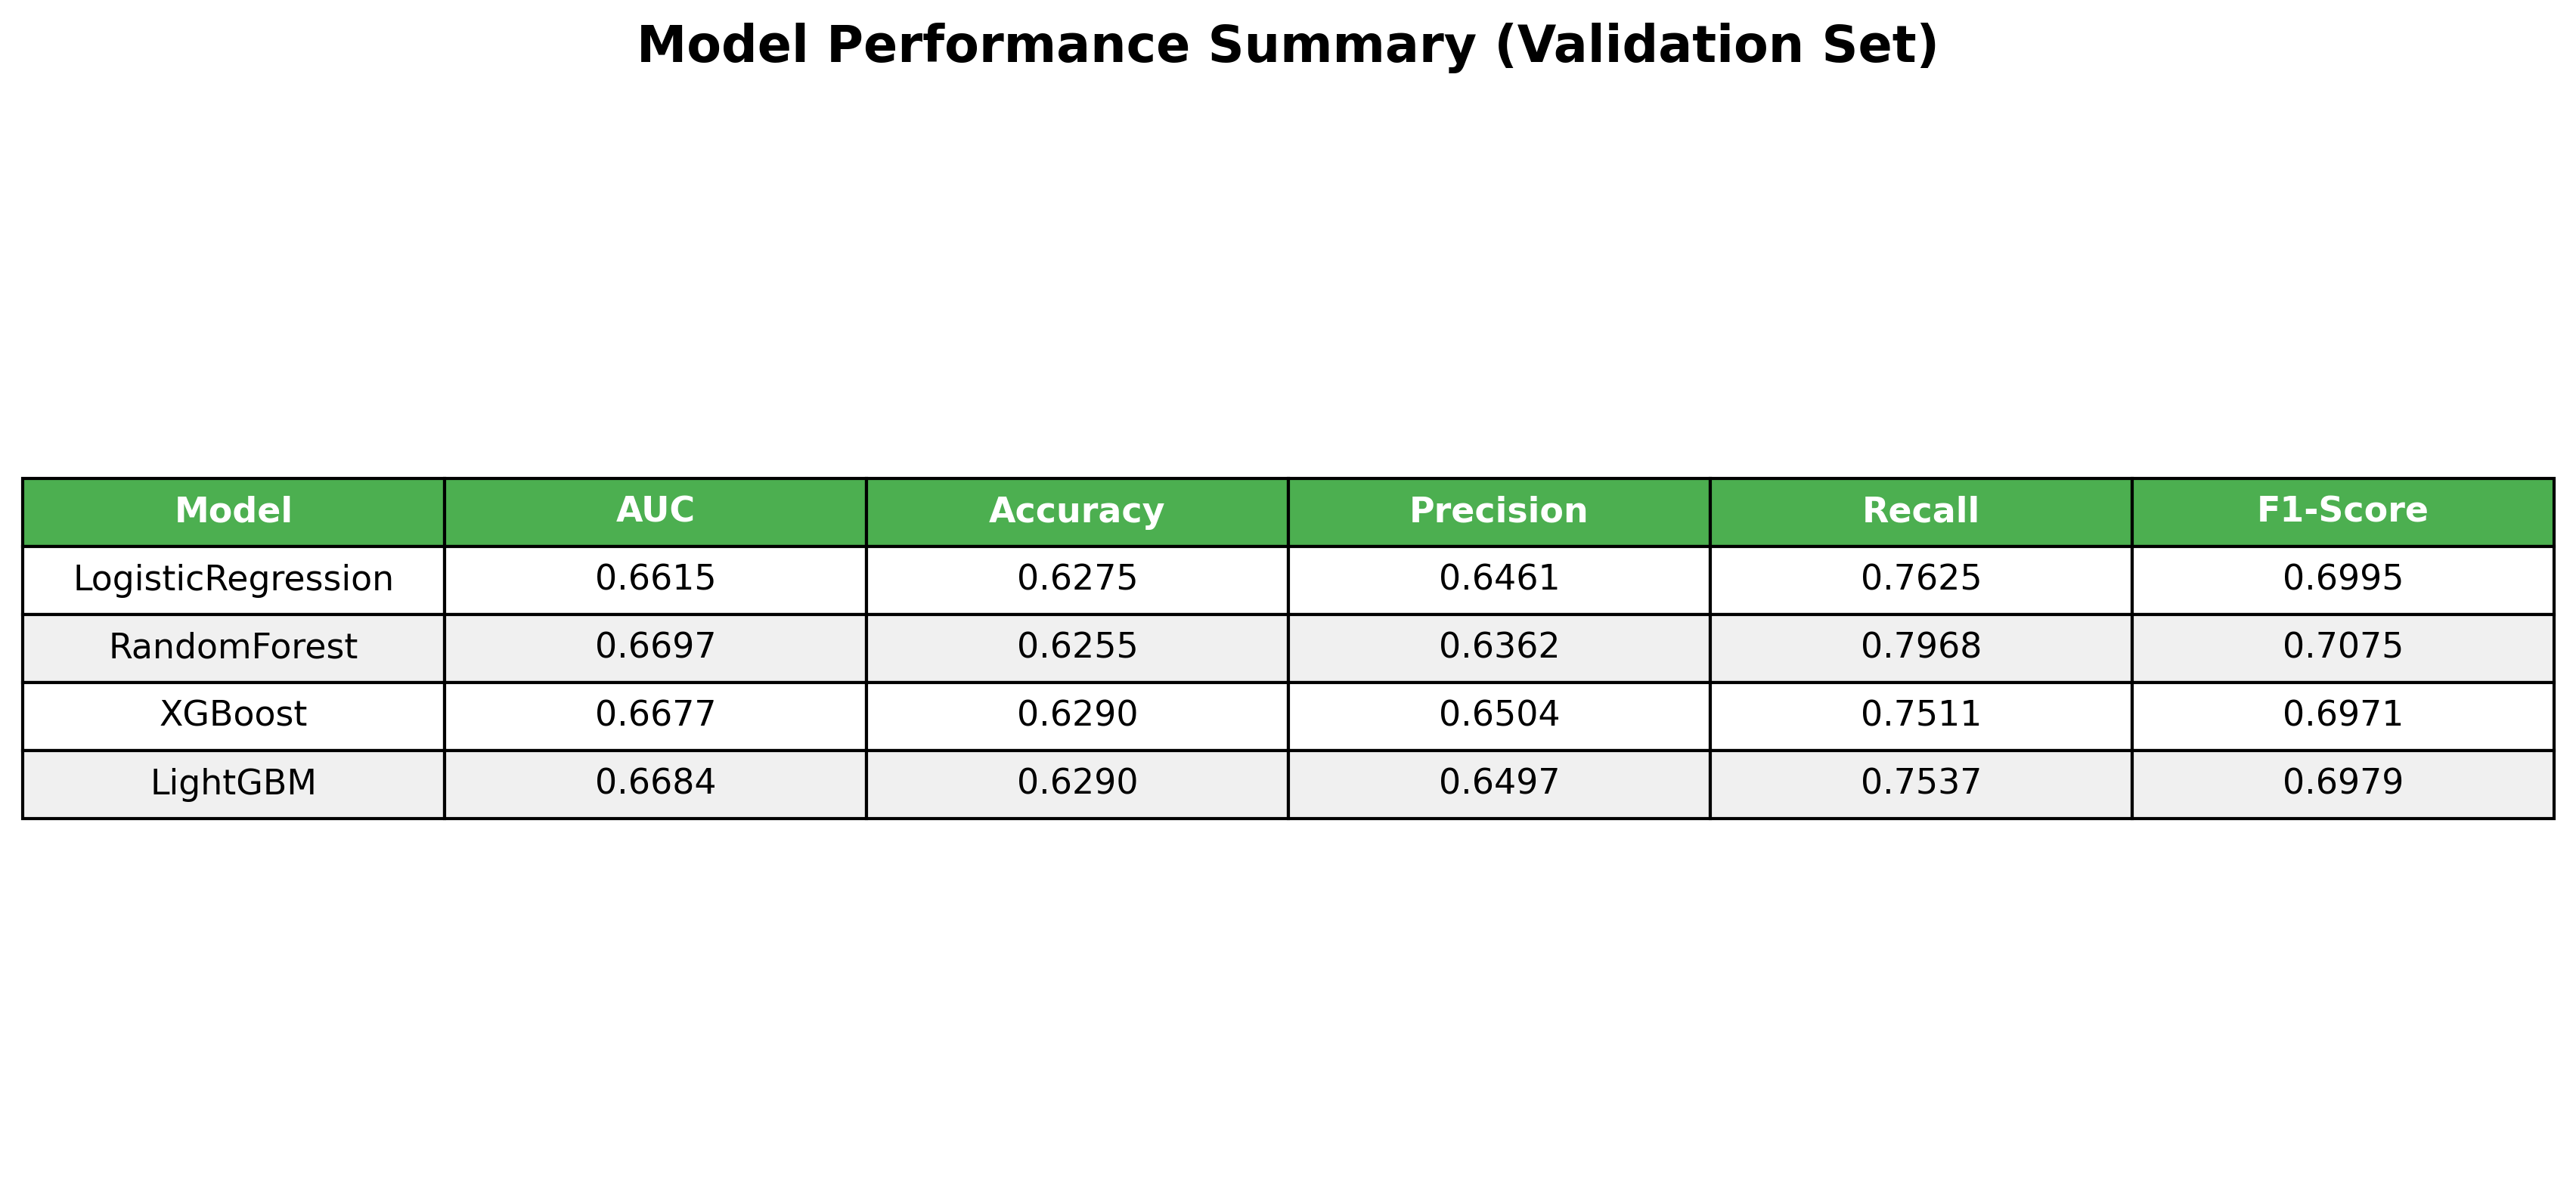 Model Performance Summary (Validation Set)
Model AUC Accuracy Precision Recall F1-Score
LogisticRegression 0.6615 0.6275 0.6461 0.7625 0.6995
RandomForest 0.6697 0.6255 0.6362 0.7968 0.7075
XGBoost 0.6677 0.6290 0.6504 0.7511 0.6971
LightGBM 0.6684 0.6290 0.6497 0.7537 0.6979